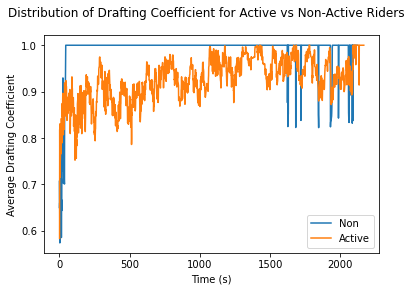 Distribution of Drafting Coefficient for Active vs Non-Active Riders
1.0
0.9
0.8
0.7
0.6
Average Drafting Coefficient
0
500
1000
1500
2000
Time (s)
Non
Active